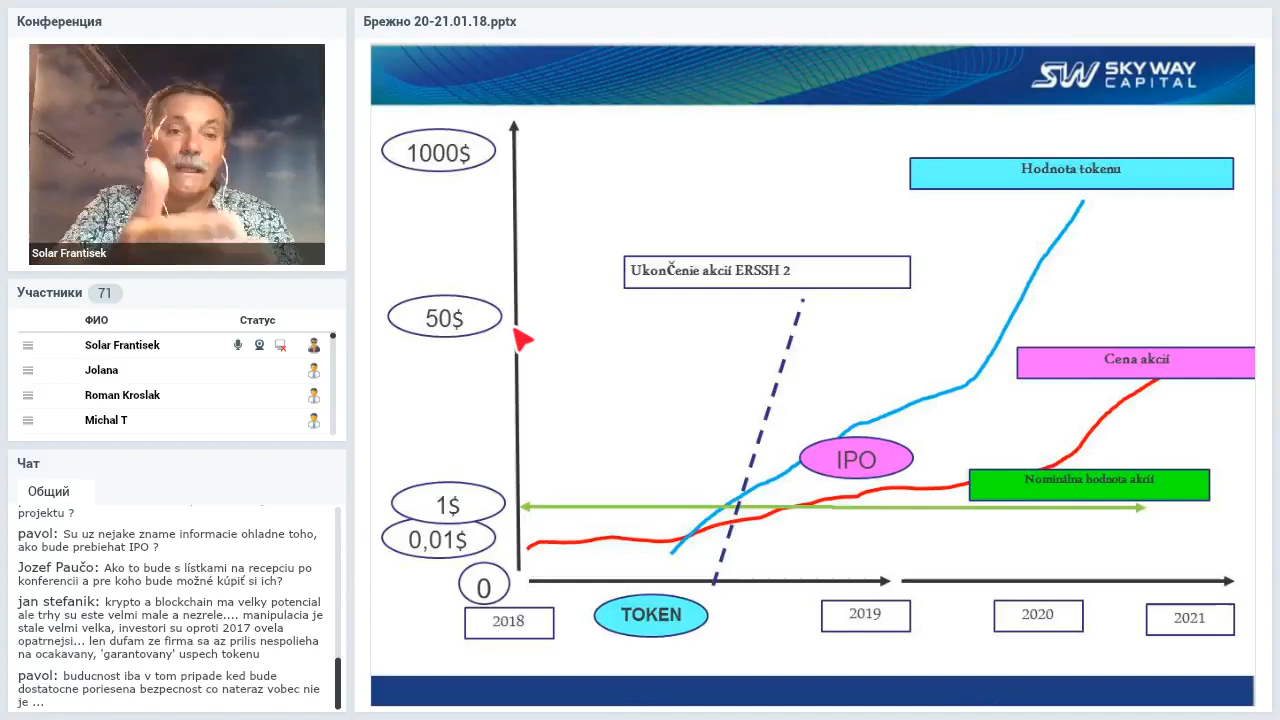 Конференция
Solar Frantisek
Участники 71
ФИО Статус
Solar Frantisek
Jolana
Roman Kroslak
Michal T
Чат
Общий
projektu ?
pavol: Su uz nejake zname informacie ohladne toho,
ako bude prebiehat IPO ?
Jozef Paučo: Ako to bude s lístkami na recepciu po
konferencii a pre koho bude možné kúpiť si ich?
jan stefanik: krypto a blockchain ma velky potencial
ale trhy su este velmi male a nezrele.... manipulacia je
stale velmi velka, investori su oproti 2017 ovela
opatrnejsi... len dufam ze firma sa az prilis nespolieha
na ocakavany, 'garantovany' uspech tokenu
pavol: buducnost iba v tom pripade ked bude
dostatocne poriesena bezpecnost co nateraz vobec nie
je ...
Брежно 20-21.01.18.pptx
SW SKY WAY
CAPITAL
1000$
Hodnota tokenu
UkonČenie akcií ERSSH 2
50$
Cena akcií
IPO
Nominálna hodnota akcií
1$
0,01$
0
2018
TOKEN
2019
2020
2021